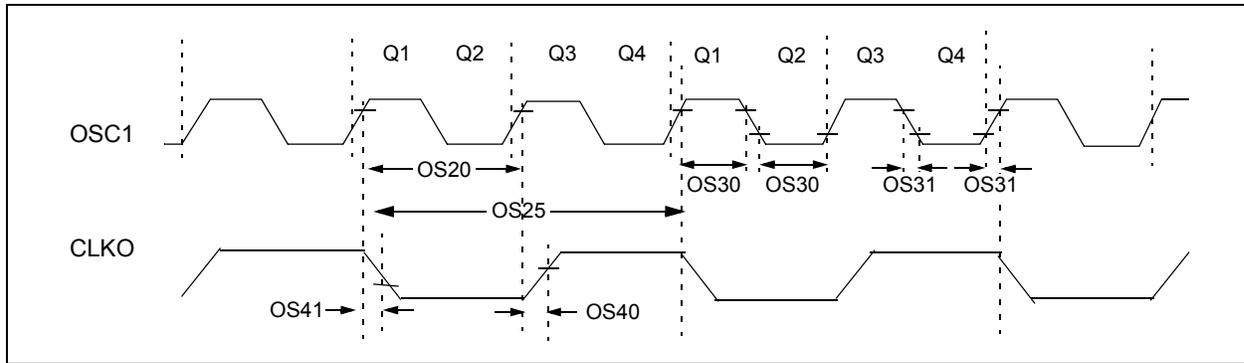 Q1 Q2 Q3 Q4 Q1 Q2 Q3 Q4
OSC1
OS20 OS30 OS30 OS31 OS31
OS25
CLKO
OS41 OS40